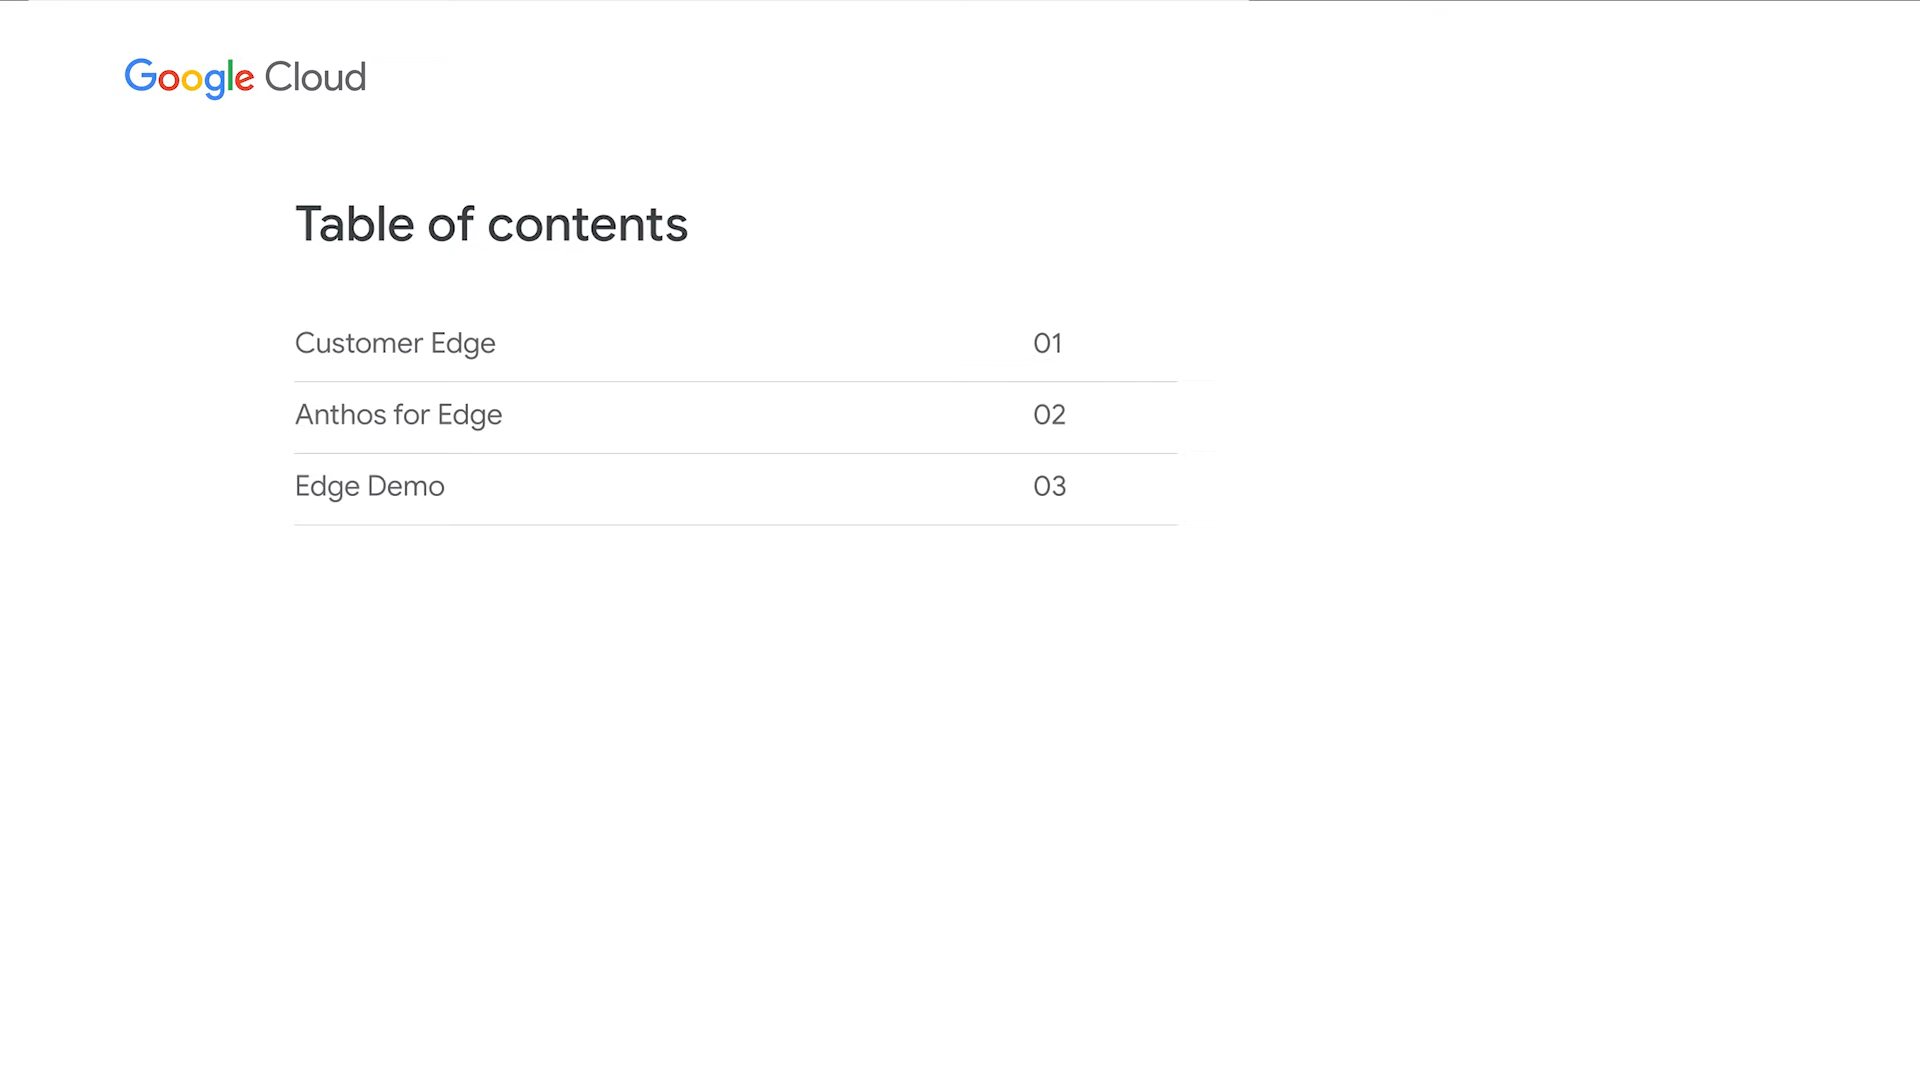 Google Cloud
Table of contents
Customer Edge 01
Anthos for Edge 02
Edge Demo 03